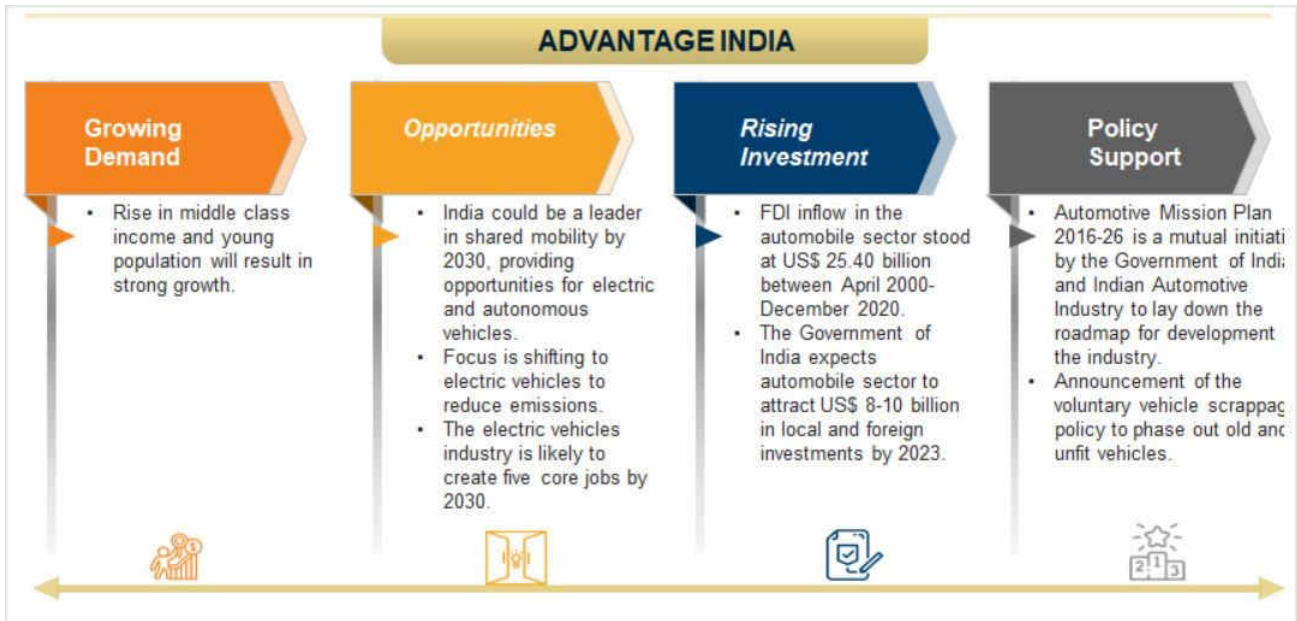 ADVANTAGE INDIA
Growing
Demand
• Rise in middle class
income and young
population will result in
strong growth.
Opportunities
• India could be a leader
in shared mobility by
2030, providing
opportunities for electric
and autonomous
vehicles.
• Focus is shifting to
electric vehicles to
reduce emissions.
• The electric vehicles
industry is likely to
create five core jobs by
2030.
Rising
Investment
• FDI inflow in the
automobile sector stood
at US$ 25.40 billion
between April 2000-
December 2020.
• The Government of
India expects
automobile sector to
attract US$ 8-10 billion
in local and foreign
investments by 2023.
Policy
Support
• Automotive Mission Plan
2016-26 is a mutual initiati
by the Government of India
and Indian Automotive
Industry to lay down the
roadmap for development
the industry.
• Announcement of the
voluntary vehicle scrappag
policy to phase out old and
unfit vehicles.
$
2 1 3